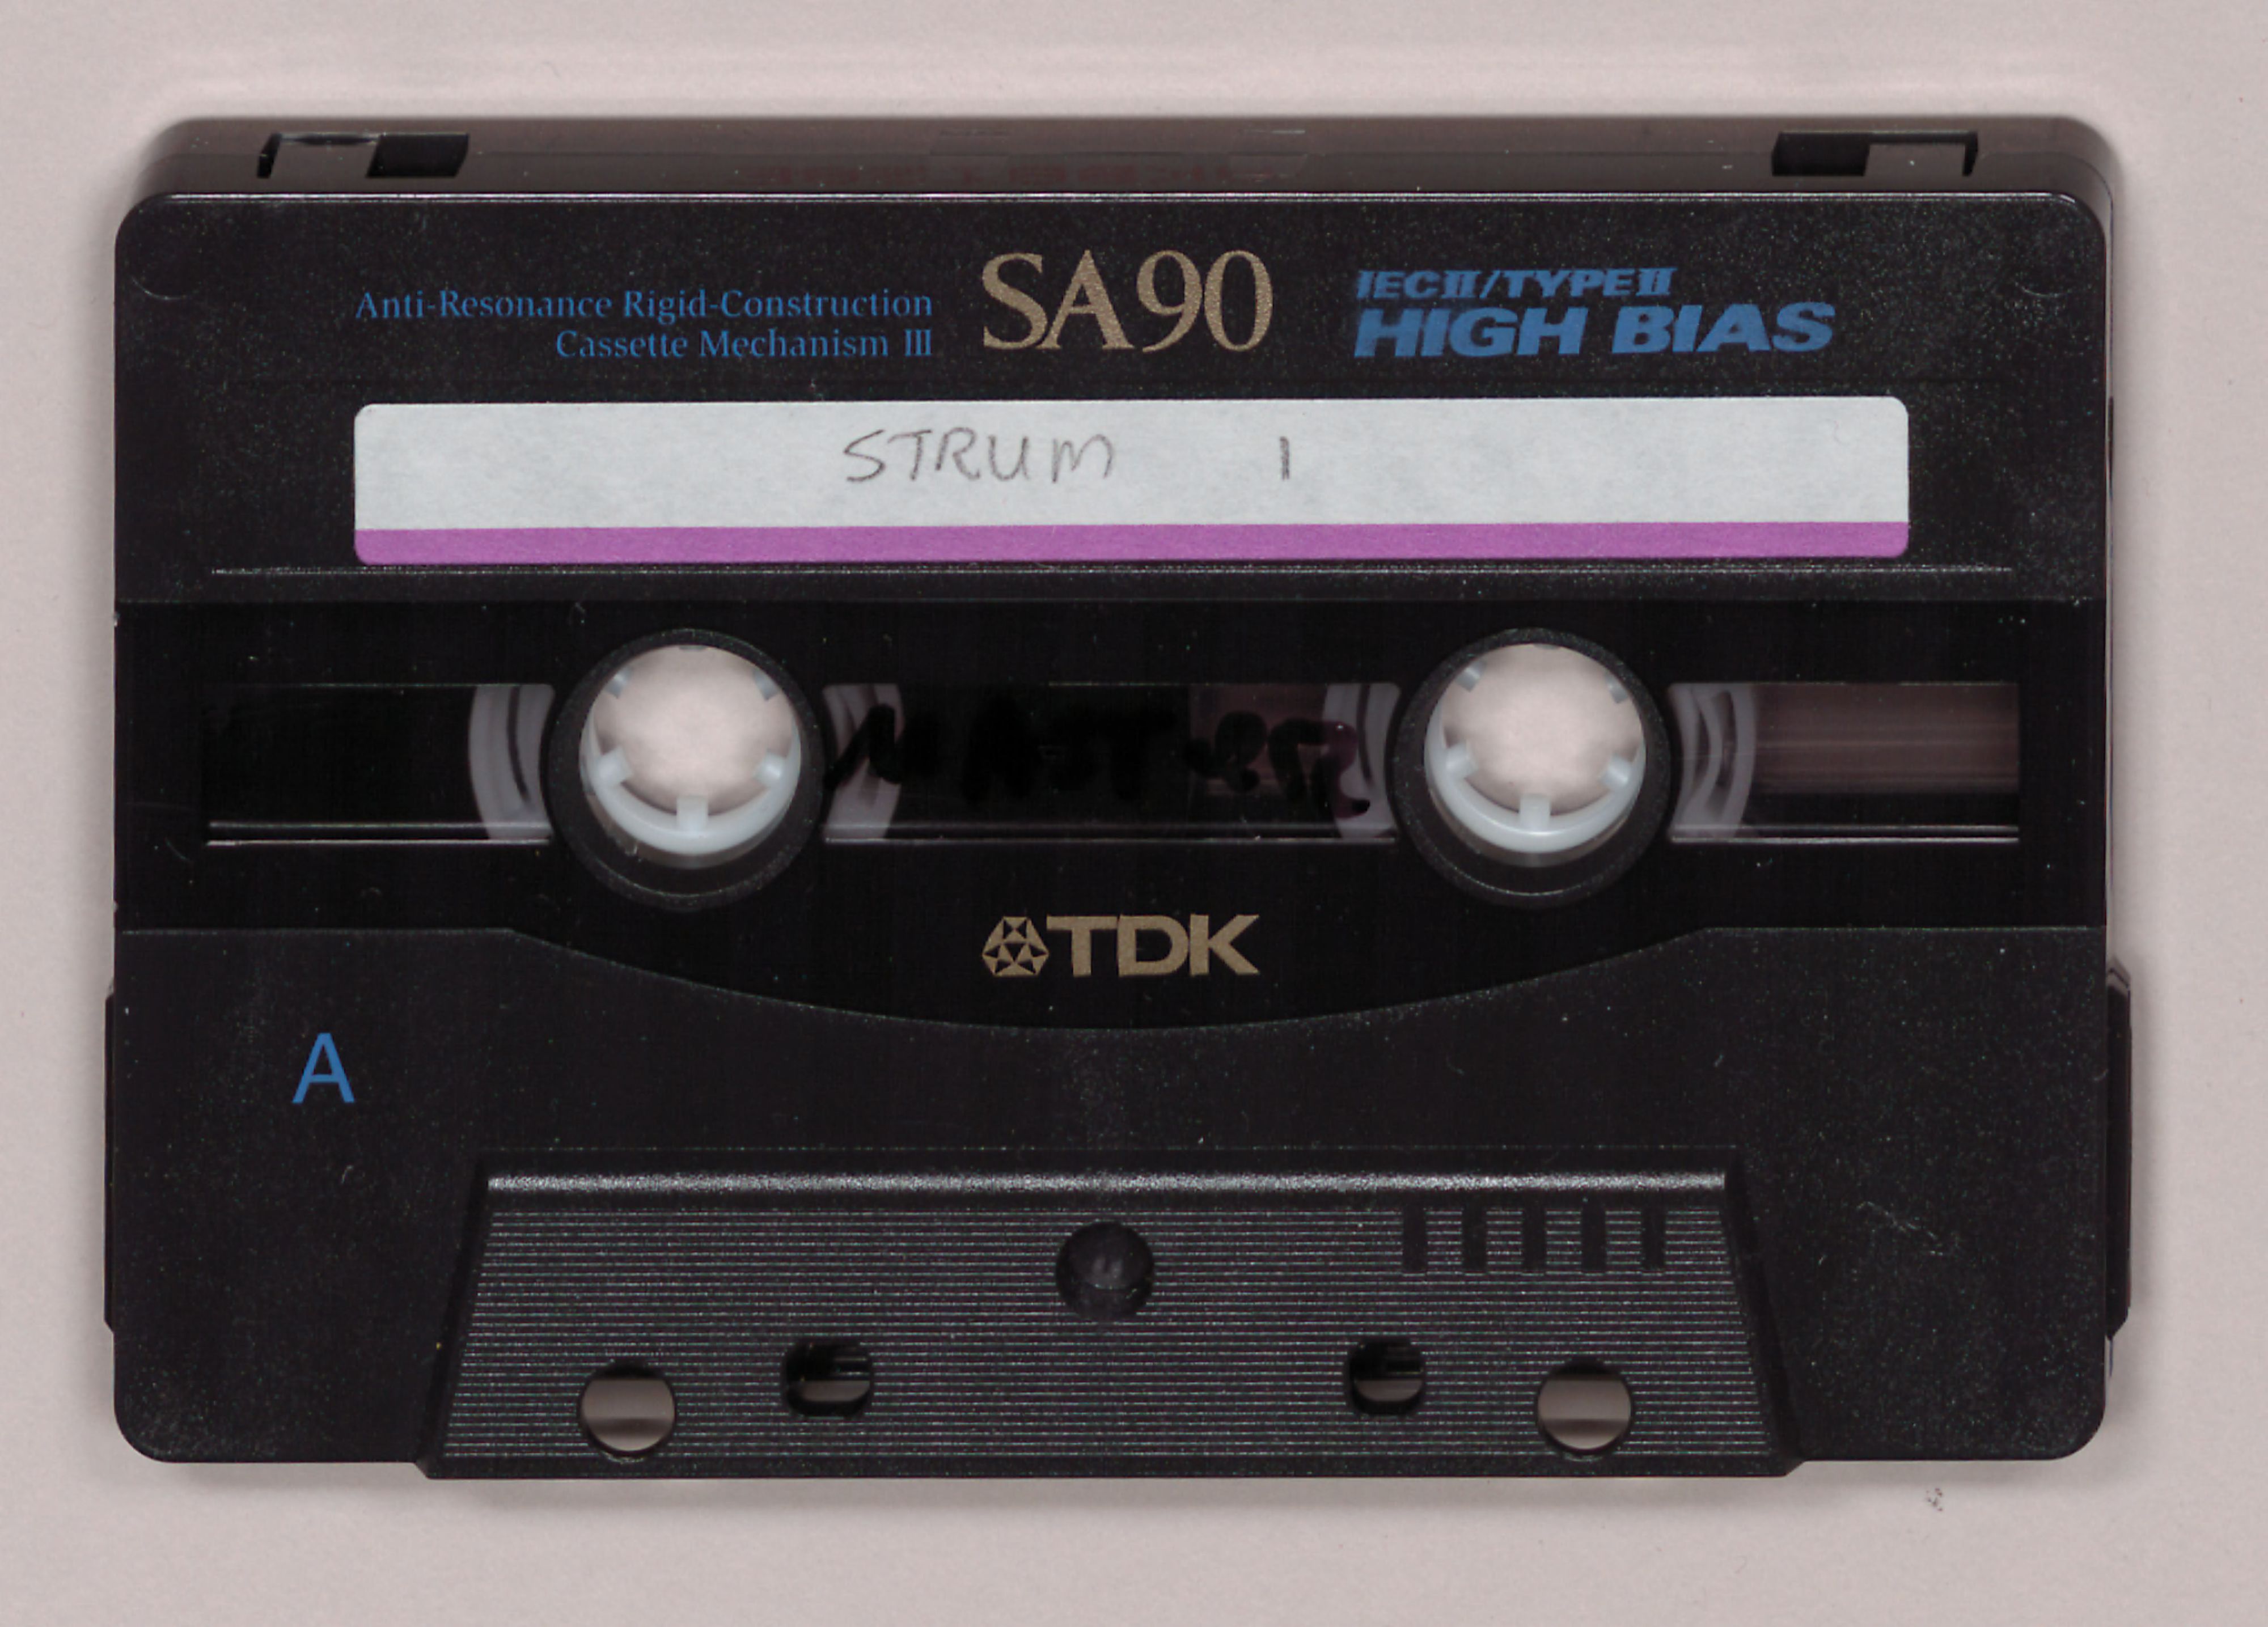 Anti-Resonance Rigid-Construction
Cassette Mechanism III
SA90
IECII/TYPEII
HIGH BIAS
STRUM 1
MASTER
TDK
A